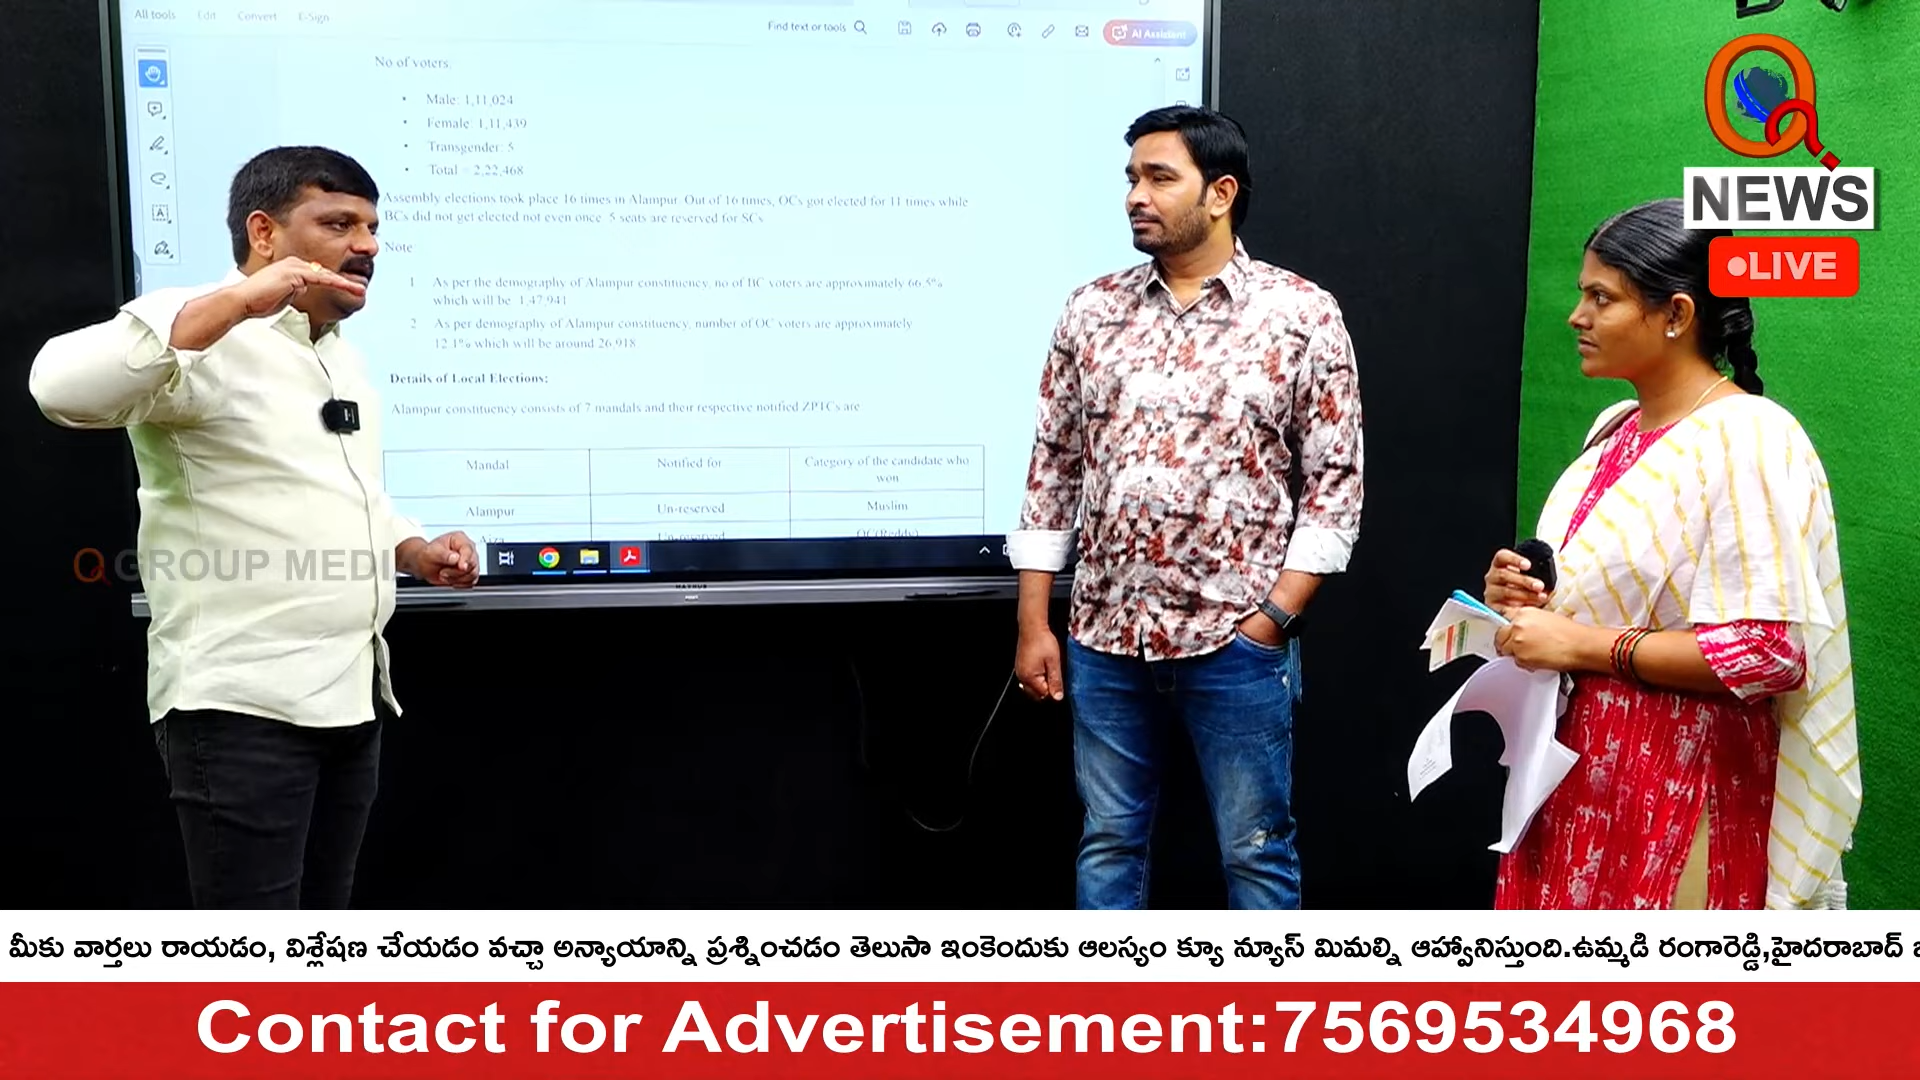 All tools Edit Convert E-Sign
Find text or tools
AI Assistant
No of voters:
• Male: 1,11,024
• Female: 1,11,439
• Transgender: 5
• Total = 2,22,468
Assembly elections took place 16 times in Alampur. Out of 16 times, OCs got elected for 11 times while
BCs did not get elected not even once. 5 seats are reserved for SCs
Note
1 As per the demography of Alampur constituency, no of BC voters are approximately 66.5%
which will be 1,47,941
2 As per demography of Alampur constituency, number of OC voters are approximately
12.1% which will be around 26,918
Details of Local Elections:
Alampur constituency consists of 7 mandals and their respective notified ZPTCs are
Mandal Notified for Category of the candidate who
won
Alampur Un-reserved Muslim
Aiza Un-reserved OC(Reddy)
Q GROUP MEDI
Q
NEWS
LIVE
మీకు వార్తలు రాయడం, విశ్లేషణ చేయడం వచ్చా అన్యాయాన్ని ప్రశ్నించడం తెలుసా ఇంకెందుకు ఆలస్యం క్యూ న్యూస్ మిమల్ని ఆహ్వానిస్తుంది.ఉమ్మడి రంగారెడ్డి,హైదరాబాద్
Contact for Advertisement:7569534968